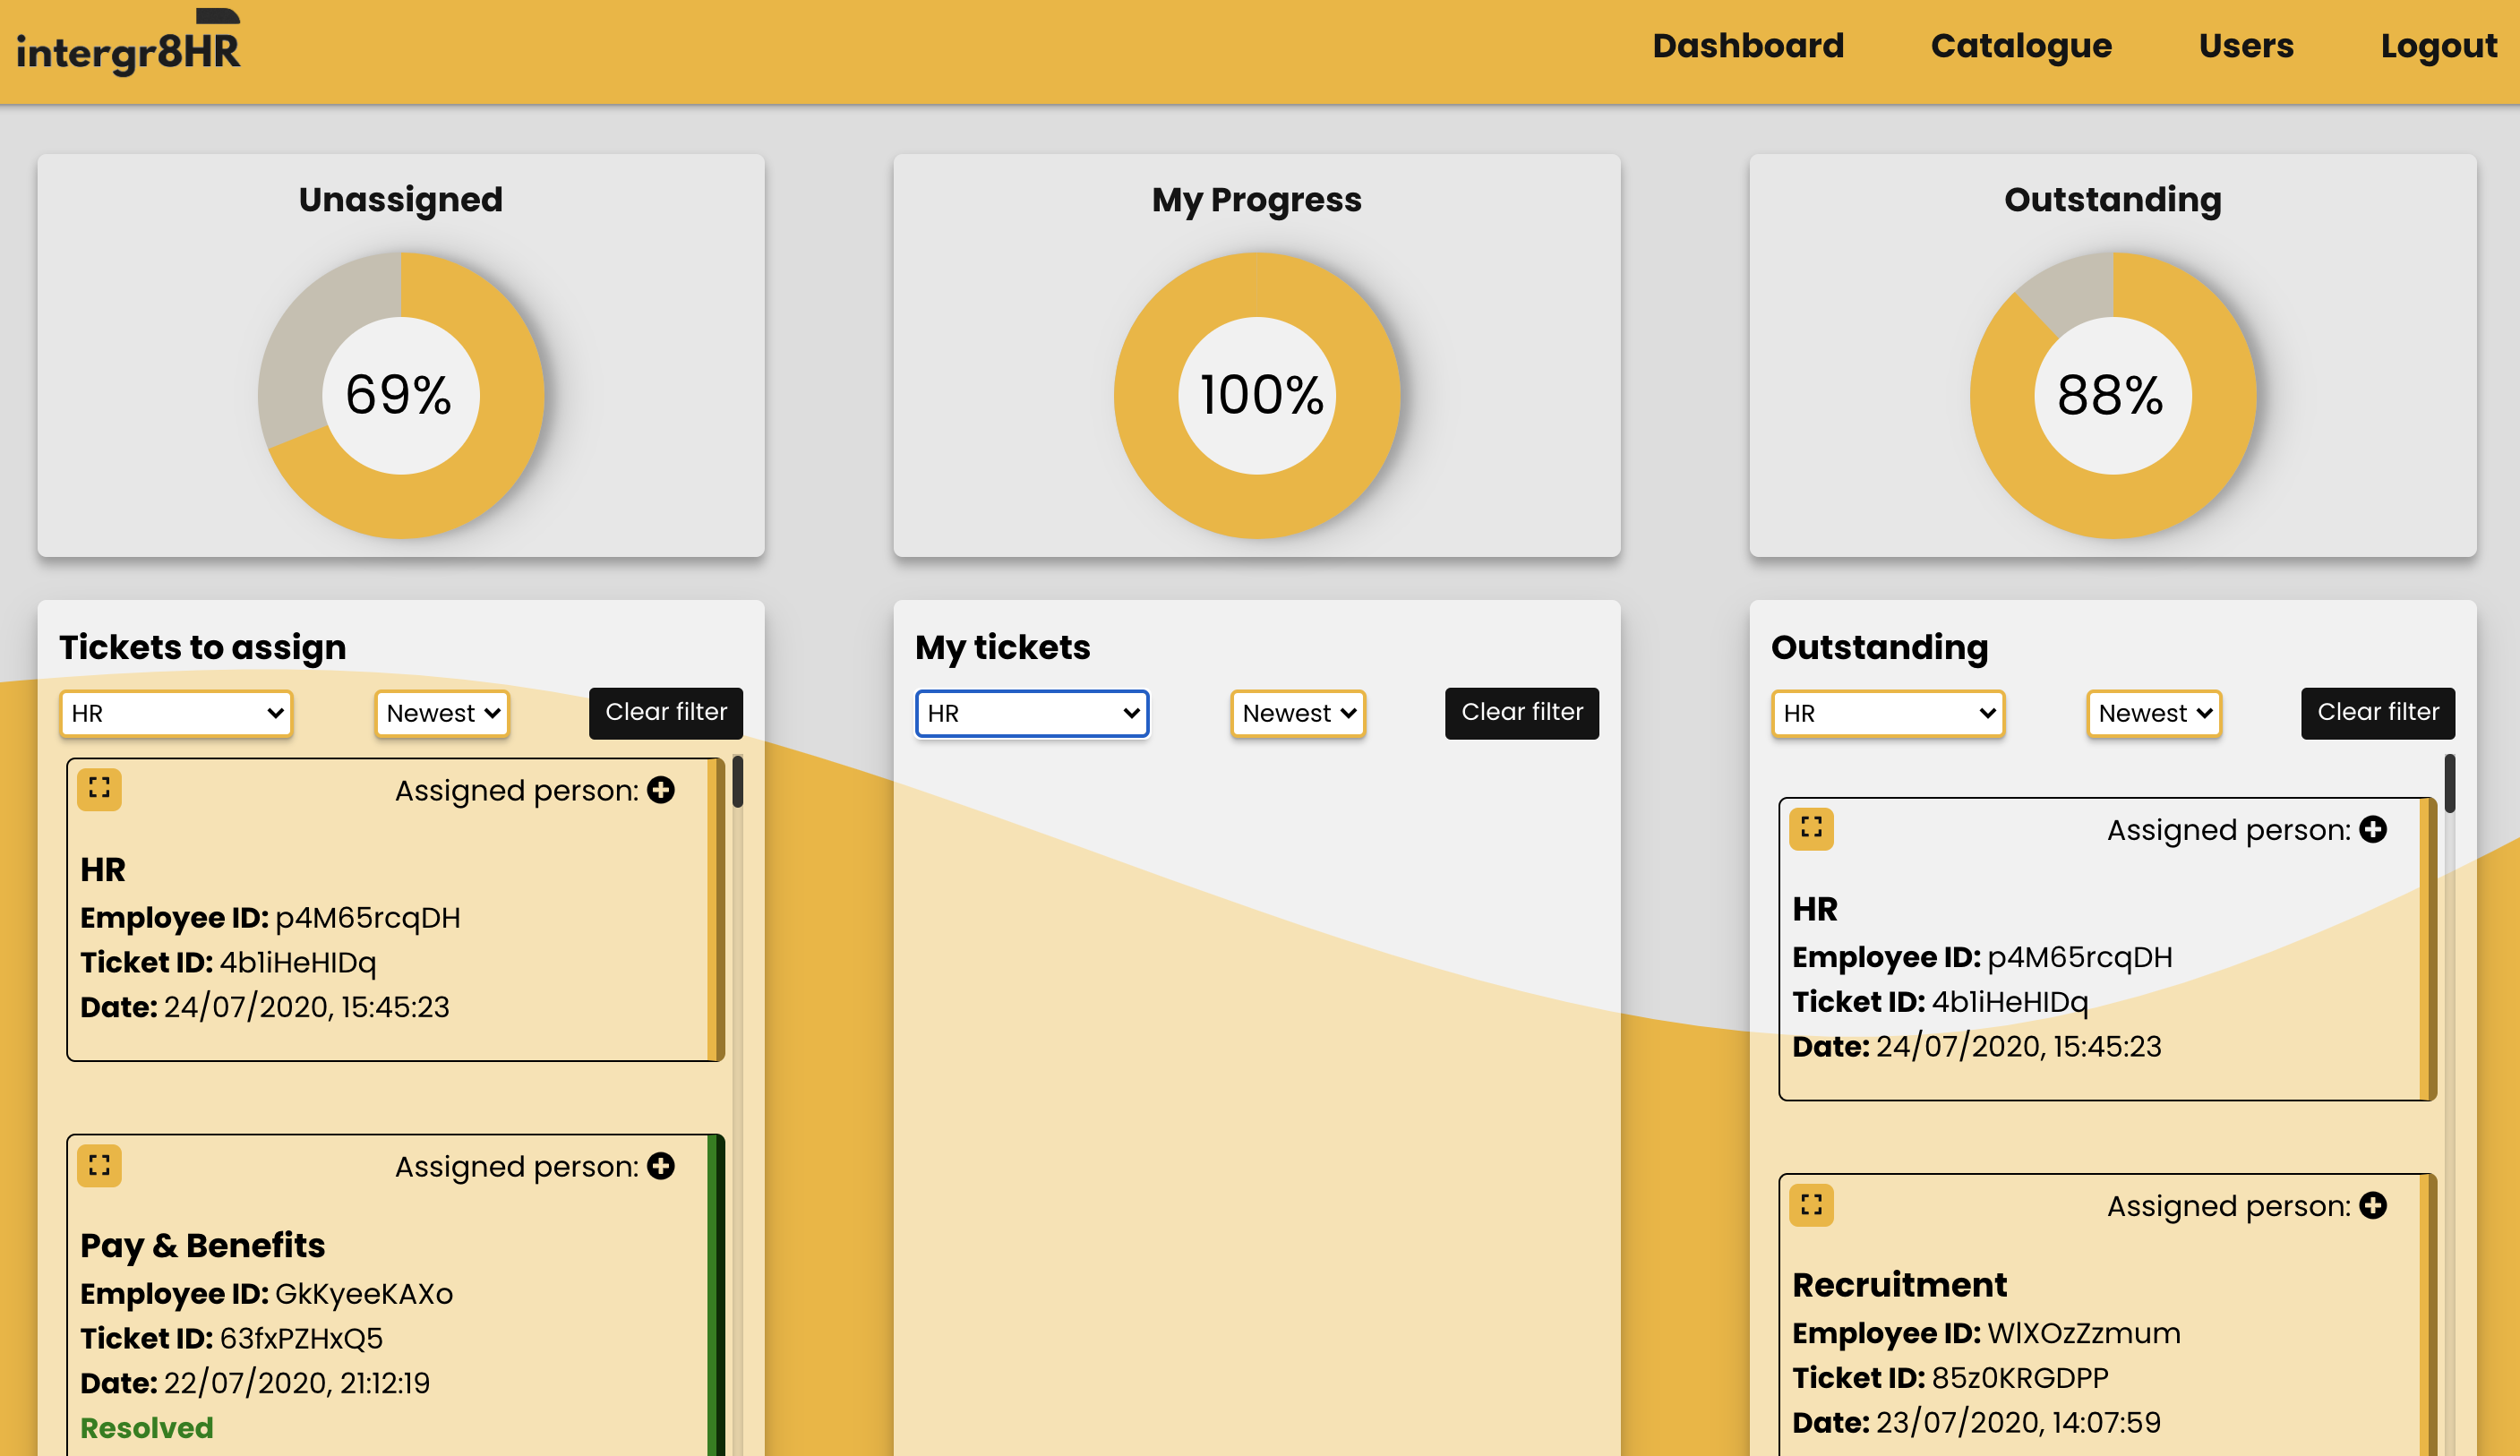 intergr8HR
Dashboard Catalogue Users Logout
Unassigned
69%
My Progress
100%
Outstanding
88%
Tickets to assign
HR Newest Clear filter
Assigned person:
HR
Employee ID: p4M65rcqDH
Ticket ID: 4b1iHeHIDq
Date: 24/07/2020, 15:45:23
Assigned person:
Pay & Benefits
Employee ID: GkKyeeKAXo
Ticket ID: 63fxPZHxQ5
Date: 22/07/2020, 21:12:19
Resolved
My tickets
HR Newest Clear filter
Outstanding
HR Newest Clear filter
Assigned person:
HR
Employee ID: p4M65rcqDH
Ticket ID: 4b1iHeHIDq
Date: 24/07/2020, 15:45:23
Assigned person:
Recruitment
Employee ID: WlXOzZzmum
Ticket ID: 85z0KRGDPP
Date: 23/07/2020, 14:07:59